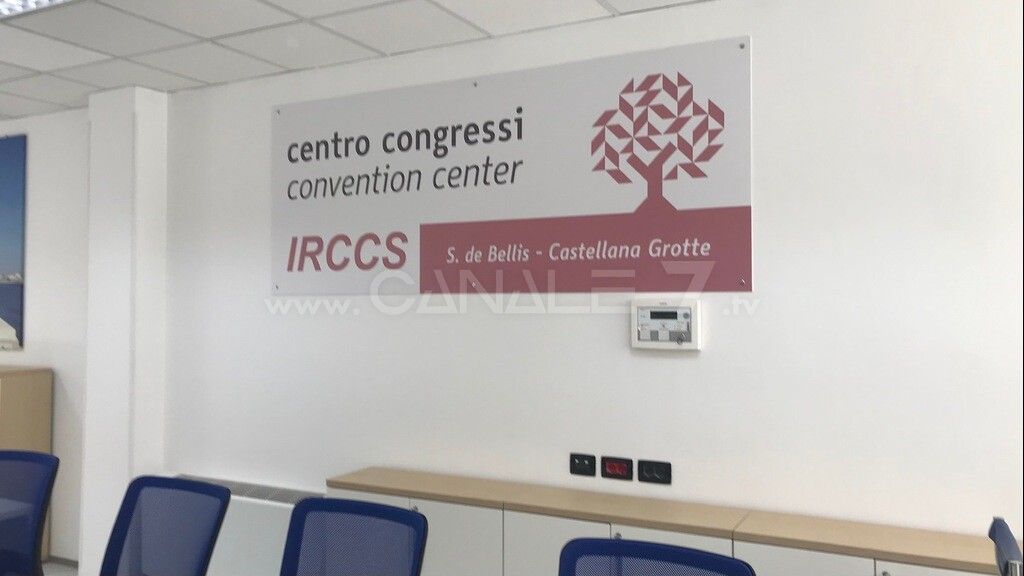 centro congressi
convention center
IRCCS
S. de Bellis - Castellana Grotte
www.CANALE7.tv